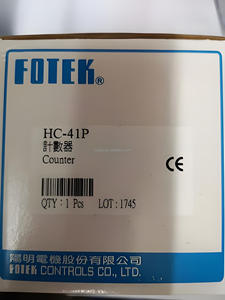 FOTEK®
HC-41P
計數器
Counter
CE
QTY : 1 Pcs LOT : 1745
陽明電機股份有限公司
FOTEK CONTROLS CO., LTD.